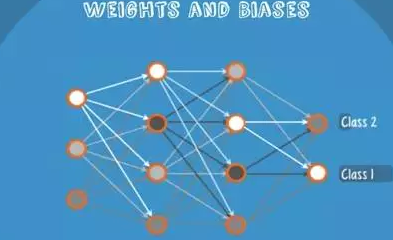 WEIGHTS AND BIASES
Class 2
Class 1